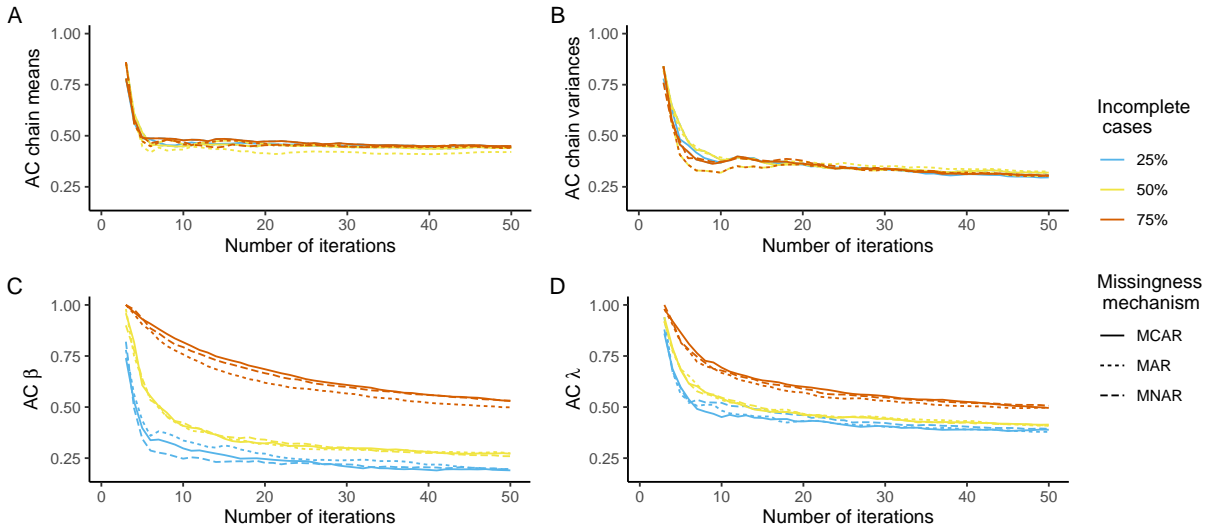 A
AC chain means
1.00
0.75
0.50
0.25
0 10 20 30 40 50
Number of iterations
B
AC chain variances
1.00
0.75
0.50
0.25
0 10 20 30 40 50
Number of iterations
C
AC β
1.00
0.75
0.50
0.25
0 10 20 30 40 50
Number of iterations
D
AC λ
1.00
0.75
0.50
0.25
0 10 20 30 40 50
Number of iterations
Incomplete
cases
25%
50%
75%
Missingness
mechanism
MCAR
MAR
MNAR